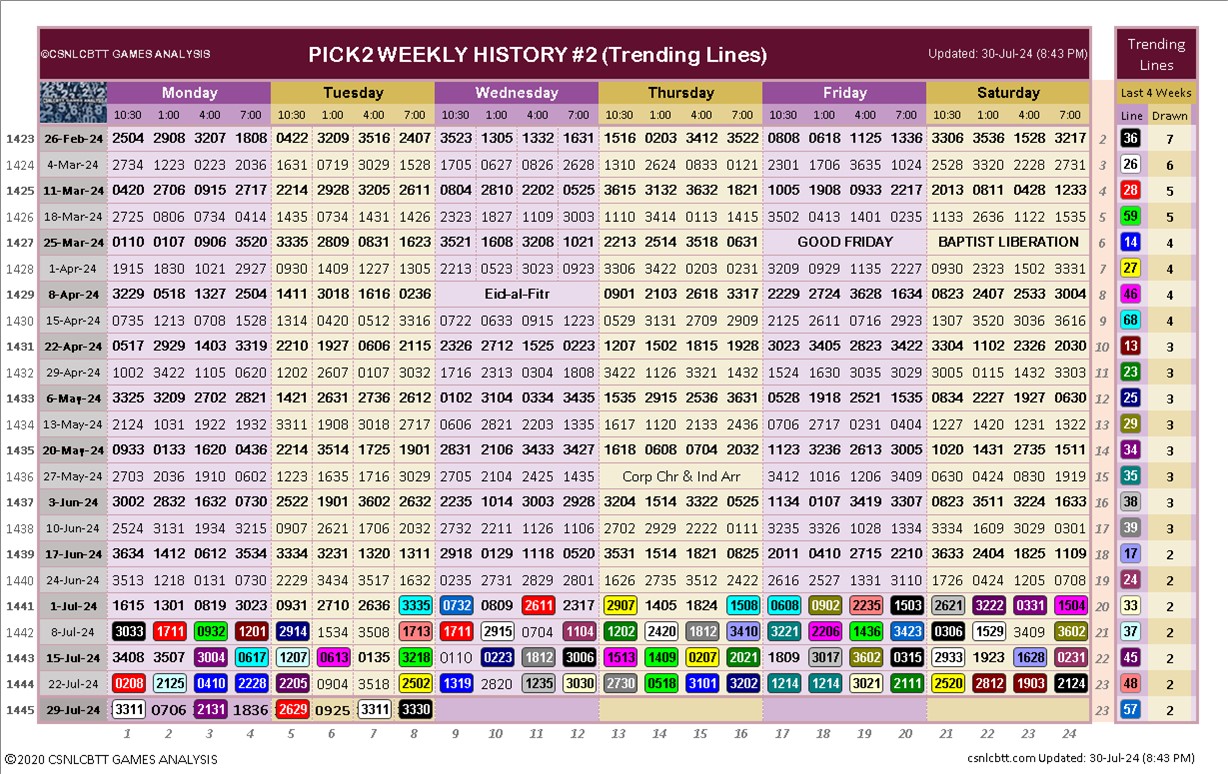 ©CSNLCBTT GAMES ANALYSIS PICK2 WEEKLY HISTORY #2 (Trending Lines) Updated: 30-Jul-24 (8:43 PM) Trending Lines
Monday Tuesday Wednesday Thursday Friday Saturday Last 4 Weeks
10:30 1:00 4:00 7:00 10:30 1:00 4:00 7:00 10:30 1:00 4:00 7:00 10:30 1:00 4:00 7:00 10:30 1:00 4:00 7:00 10:30 1:00 4:00 7:00 Line Drawn
1423 26-Feb-24 2504 2908 3207 1808 0422 3209 3516 2407 3523 1305 1332 1631 1516 0203 3412 3522 0808 0618 1125 1336 3306 3536 1528 3217 2 36 7
1424 4-Mar-24 2734 1223 0223 2036 1631 0719 3029 1525 1705 0627 0826 2628 1310 2624 0833 0121 2301 1706 3635 1024 2528 3320 2228 2731 3 26 6
1425 11-Mar-24 0420 2706 0915 2717 2214 2928 3205 2611 0804 2810 2202 0525 3615 3132 3632 1821 1005 1908 0933 2217 2013 0811 0428 1233 4 28 5
1426 18-Mar-24 2725 0806 0734 0414 1435 0734 1431 1426 2323 1827 1109 3003 1110 3414 0113 1415 3502 0413 1401 0235 1133 2636 1122 1535 5 59 5
1427 25-Mar-24 0110 0107 0906 3520 3335 2809 0831 1623 3521 1608 3208 1021 2213 2514 3518 0631 GOOD FRIDAY BAPTIST LIBERATION 6 14 4
1428 1-Apr-24 1915 1830 1021 2927 0930 1409 1227 1305 2213 0523 3023 0923 3306 3422 0203 0231 3209 0929 1135 2227 0930 2323 1502 3331 7 27 4
1429 8-Apr-24 3229 0518 1327 2504 1411 3018 1616 0236 Eid-al-Fitr 0901 2103 2618 3317 2229 2724 3628 1634 0823 2407 2533 3004 8 46 4
1430 15-Apr-24 0735 1213 0708 1528 1314 0420 0512 3316 0722 0633 0915 1223 0529 3131 2709 2909 2125 2611 0716 2923 1307 3520 3036 3616 9 68 4
1431 22-Apr-24 0517 2929 1403 3319 2210 1927 0606 2115 2326 2712 1525 0223 1207 1502 1815 1928 3023 3405 2823 3422 3304 1102 2326 2030 10 13 3
1432 29-Apr-24 1002 3422 1105 0620 1202 2607 0107 3032 1716 2313 0304 1808 3422 1126 3321 1432 1524 1630 3035 3029 3005 0115 1432 3303 11 23 3
1433 6-May-24 3325 3209 2702 2821 1421 2631 2736 2612 0102 3104 0334 3435 1535 2915 2536 3631 0528 1918 2521 1535 0834 2227 1927 0630 12 25 3
1434 13-May-24 2124 1031 1922 1932 3311 1908 3018 2717 0606 2821 2203 1335 1617 1120 2133 2436 0706 2717 0231 0404 1227 1420 1231 1322 13 29 3
1435 20-May-24 0933 0133 1620 0436 2214 3514 1725 1901 2831 2106 3433 3427 1618 0608 0704 2032 1123 3236 2613 3005 1020 1431 2735 1511 14 34 3
1436 27-May-24 2703 2036 1910 0602 1223 1635 1716 3023 2705 2104 2425 1435 Corp Chr & Ind Arr 3412 1016 1206 3409 0630 0424 0830 1919 15 35 3
1437 3-Jun-24 3002 2832 1632 0730 2522 1901 3602 2632 2235 1014 3003 2928 3204 1514 3322 0525 1134 0107 3419 3307 0823 3511 3224 1633 16 38 3
1438 10-Jun-24 2524 3131 1934 3215 0907 2621 1706 2032 2732 2211 1126 1106 2702 2929 2222 0111 3235 3326 1028 1334 3334 1609 3029 0301 17 39 3
1439 17-Jun-24 3634 1412 0612 3534 3334 3231 1320 1311 2918 0129 1118 0520 3531 1514 1821 0825 2011 0410 2715 2210 3633 2404 1825 1109 18 17 2
1440 24-Jun-24 3513 1218 0131 0730 2229 3434 3517 1632 0235 2731 2829 2801 1626 2735 3512 2422 2616 2527 1331 3110 1726 0424 1205 0708 19 24 2
1441 1-Jul-24 1615 1301 0819 3023 0931 2710 2636 3335 0732 0809 2611 2317 2907 1405 1824 1508 0608 0902 2235 1503 2621 3222 0331 1504 20 33 2
1442 8-Jul-24 3033 1711 0932 1201 2914 1534 3508 1713 1711 2915 0704 1104 1202 2420 1812 3410 3221 2206 1436 3423 0306 1529 3409 3602 21 37 2
1443 15-Jul-24 3408 3507 3004 0617 1207 0613 0135 3218 0110 0223 1812 3006 1513 1409 0207 2021 1809 3017 3602 0315 2933 1923 1628 0231 22 45 2
1444 22-Jul-24 0208 2125 0410 2228 2205 0904 3518 2502 1319 2820 1235 3030 2730 0518 3101 3202 1214 1214 3021 2111 2520 2812 1903 2124 23 48 2
1445 29-Jul-24 3311 0706 2131 1836 2629 0925 3311 3330 23 57 2
1 2 3 4 5 6 7 8 9 10 11 12 13 14 15 16 17 18 19 20 21 22 23 24
©2020 CSNLCBTT GAMES ANALYSIS csnlcbtt.com Updated: 30-Jul-24 (8:43 PM)